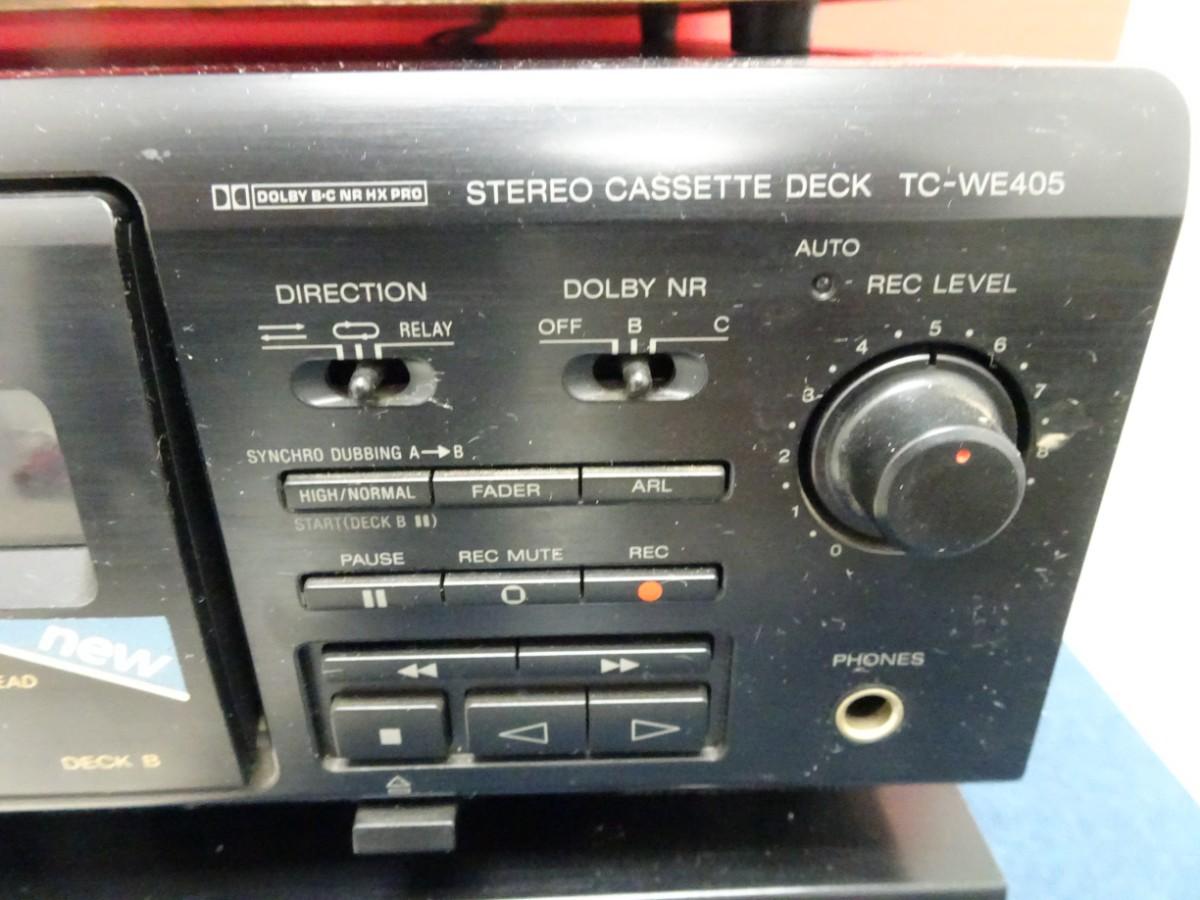 DOLBY B·C NR HX PRO
STEREO CASSETTE DECK TC-WE405
AUTO
REC LEVEL
DIRECTION
RELAY
DOLBY NR
OFF B C
0 1 2 3 4 5 6 7 8
SYNCHRO DUBBING A→B
HIGH/NORMAL FADER ARL
START(DECK B ▮▮)
PAUSE REC MUTE REC
new
EAD
DECK B
PHONES